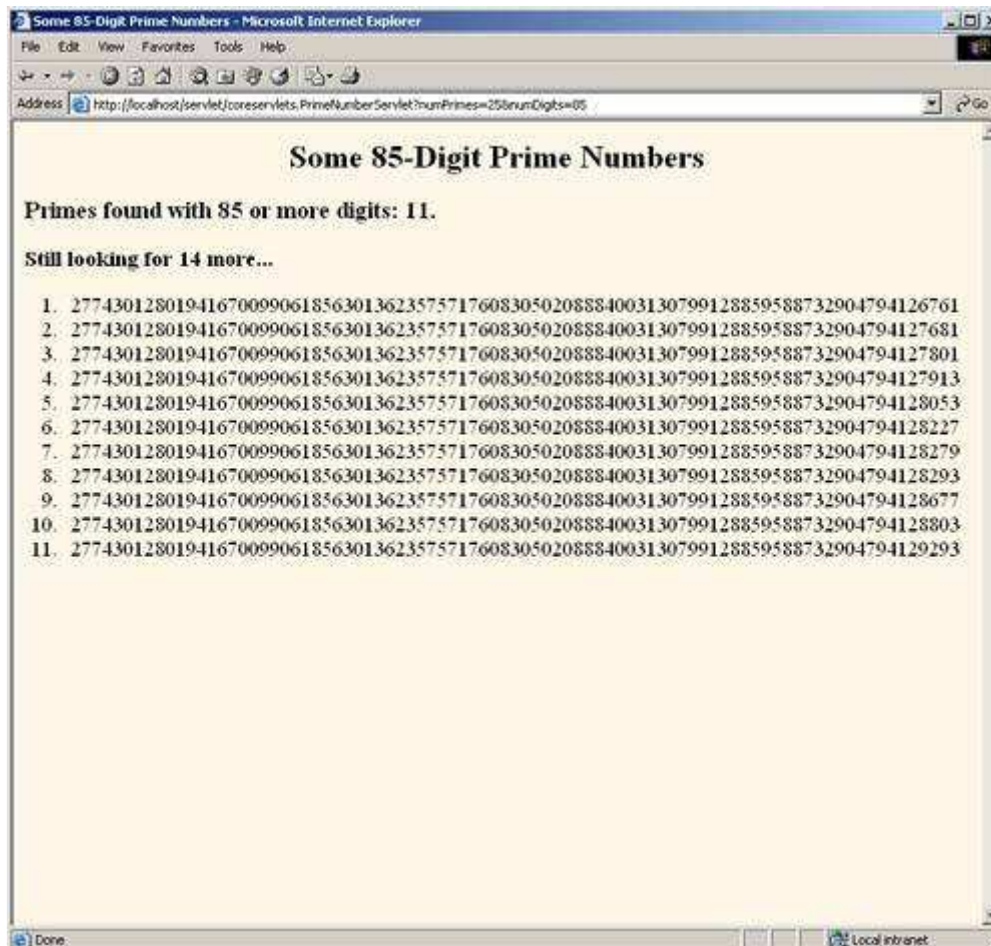 Some 85-Digit Prime Numbers - Microsoft Internet Explorer
File Edit View Favorites Tools Help
Address http://localhost/servlet/coreservlets.PrimeNumberServlet?numPrimes=25&numDigits=85 Go
Some 85-Digit Prime Numbers
Primes found with 85 or more digits: 11.
Still looking for 14 more...
1. 2774301280194167009906185630136235757176083050208884003130799128859588732904794126761
2. 2774301280194167009906185630136235757176083050208884003130799128859588732904794127681
3. 2774301280194167009906185630136235757176083050208884003130799128859588732904794127801
4. 2774301280194167009906185630136235757176083050208884003130799128859588732904794127913
5. 2774301280194167009906185630136235757176083050208884003130799128859588732904794128053
6. 2774301280194167009906185630136235757176083050208884003130799128859588732904794128227
7. 2774301280194167009906185630136235757176083050208884003130799128859588732904794128279
8. 2774301280194167009906185630136235757176083050208884003130799128859588732904794128293
9. 2774301280194167009906185630136235757176083050208884003130799128859588732904794128677
10. 2774301280194167009906185630136235757176083050208884003130799128859588732904794128803
11. 2774301280194167009906185630136235757176083050208884003130799128859588732904794129293
Done Local intranet